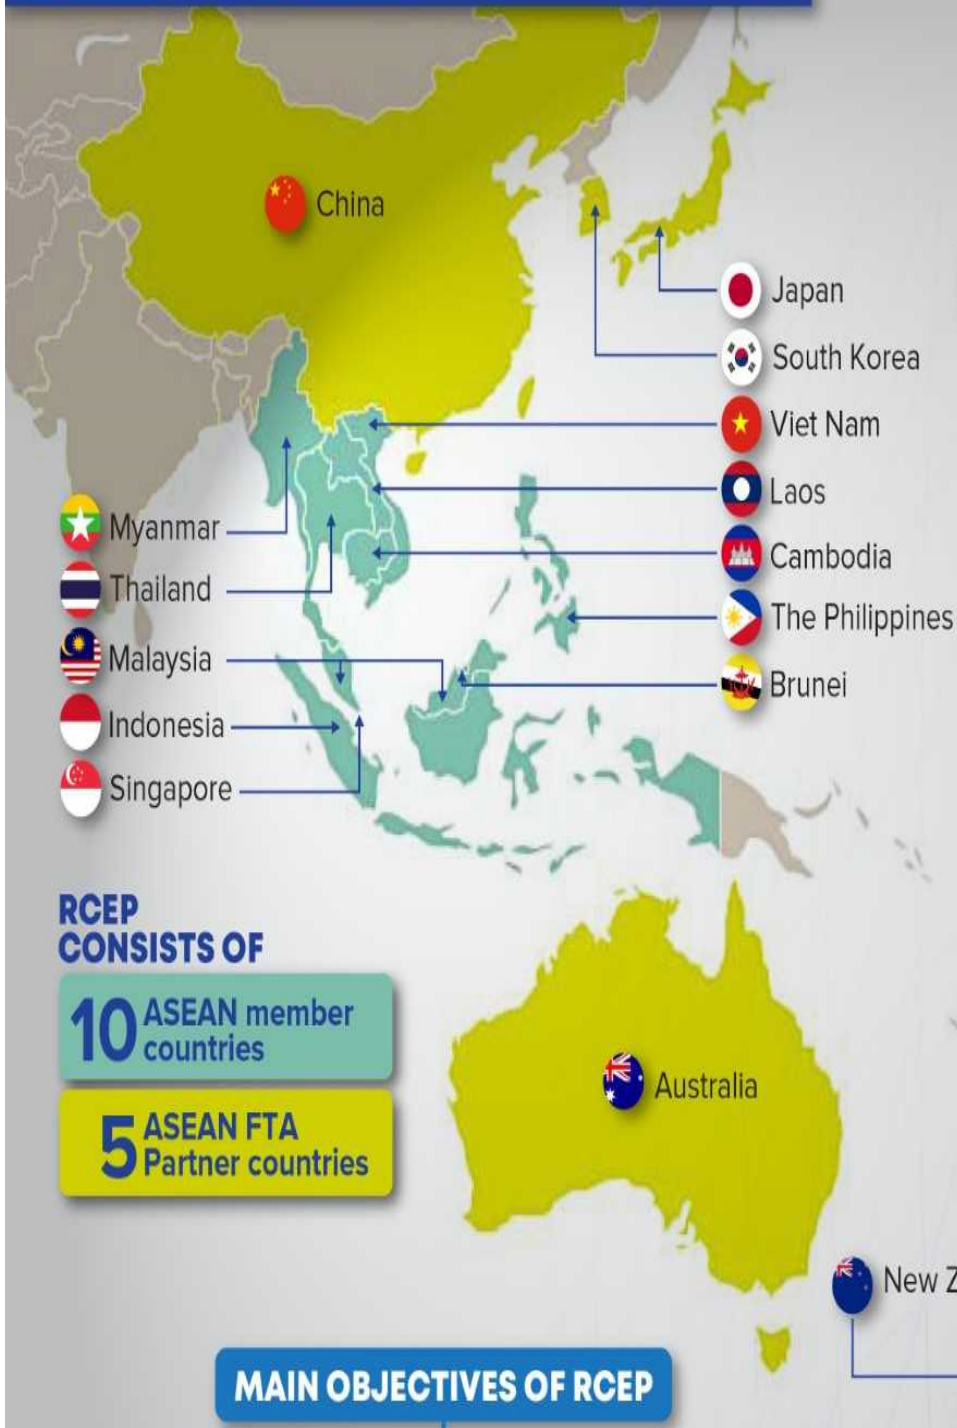 China
Japan
South Korea
Viet Nam
Laos
Cambodia
The Philippines
Brunei
Myanmar
Thailand
Malaysia
Indonesia
Singapore
RCEP
CONSISTS OF
10 ASEAN member
countries
5 ASEAN FTA
Partner countries
Australia
New Z
MAIN OBJECTIVES OF RCEP